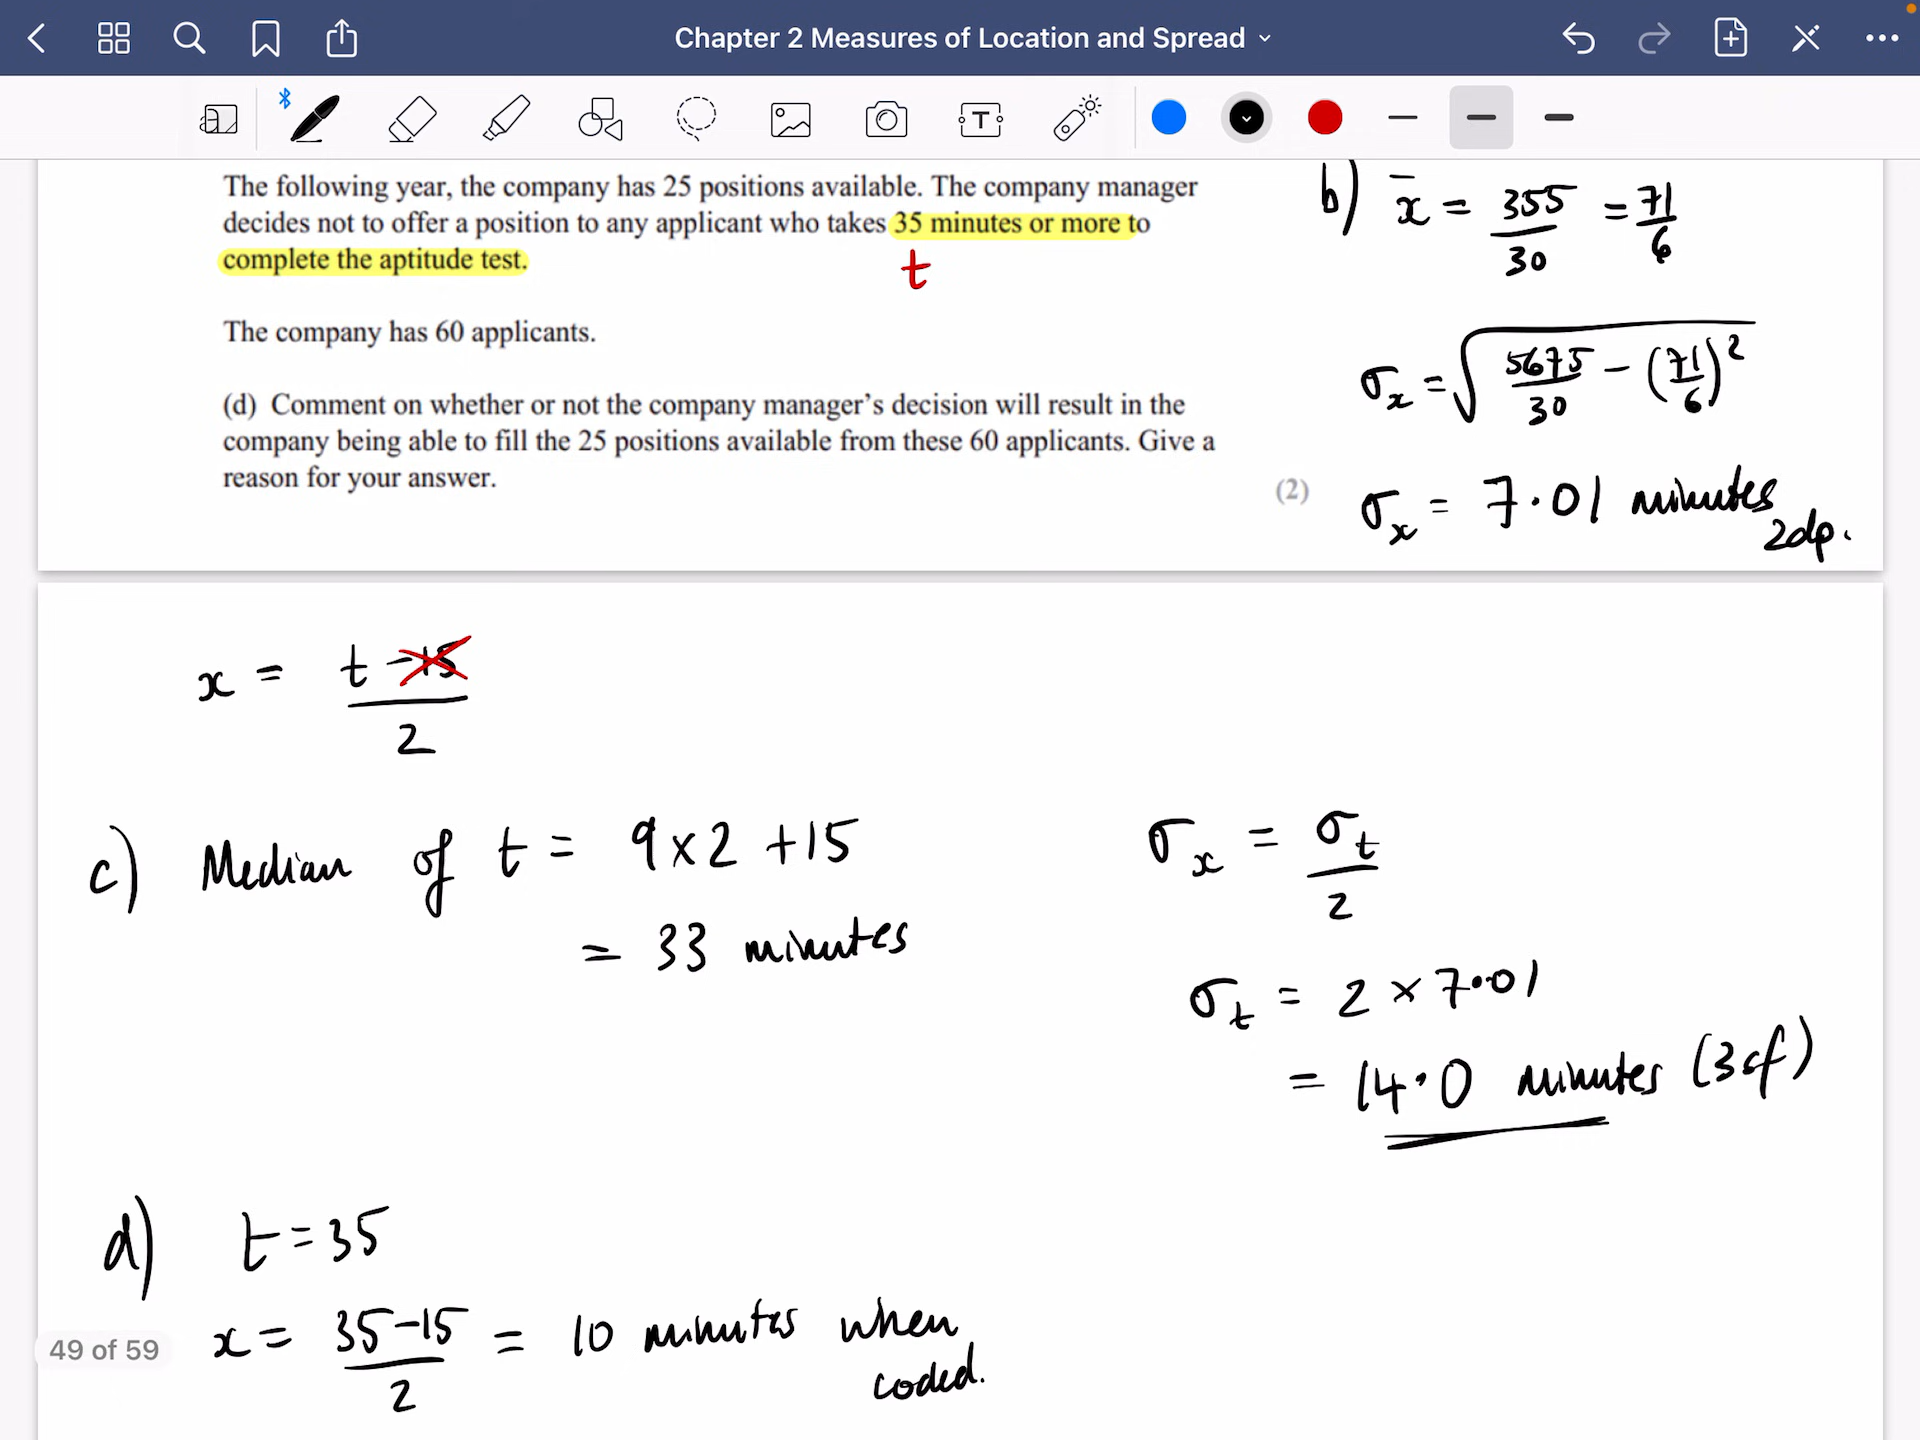 Chapter 2 Measures of Location and Spread
The following year, the company has 25 positions available. The company manager
decides not to offer a position to any applicant who takes 35 minutes or more to
complete the aptitude test.
t
The company has 60 applicants.
(d) Comment on whether or not the company manager's decision will result in the
company being able to fill the 25 positions available from these 60 applicants. Give a
reason for your answer.
(2)
b) x̄ = 355/30 = 71/6
σx = √(5675/30 − (71/6)²)
σx = 7.01 minutes
2dp.
x = (t − 15)/2
c) Median of t = 9 × 2 + 15
= 33 minutes
σx = σt/2
σt = 2 × 7.01
= 14.0 minutes (3sf)
d) t = 35
x = (35 − 15)/2 = 10 minutes when
coded.
49 of 59